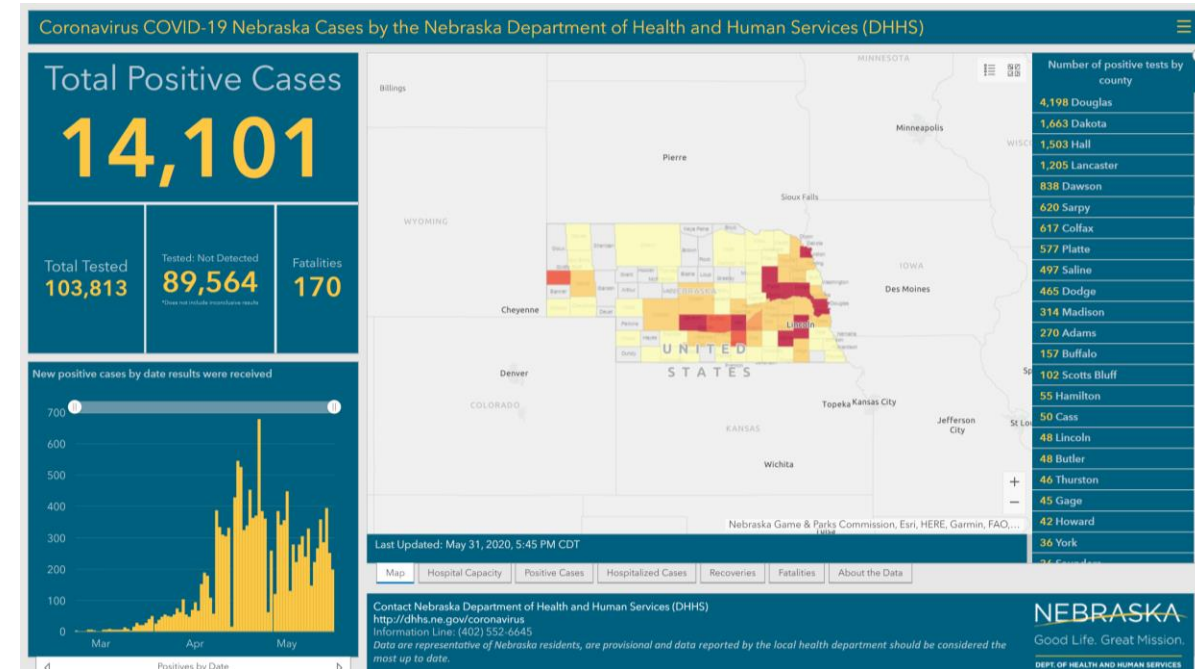 Coronavirus COVID-19 Nebraska Cases by the Nebraska Department of Health and Human Services (DHHS)
Total Positive Cases
14,101
Total Tested
103,813
Tested: Not Detected
89,564
*Does not include inconclusive results
Fatalities
170
New positive cases by date results were received
700
600
500
400
300
200
100
0
Mar
Apr
May
Positives by Date
MINNESOTA
Billings
Minneapolis
WISC
Pierre
Sioux Falls
WYOMING
IOWA
Des Moines
NEBRASKA
Cheyenne
Lincoln
UNITED
STATES
Denver
COLORADO
Topeka
Kansas City
Jefferson
City
St Lou
KANSAS
Wichita
+
−
Nebraska Game & Parks Commission, Esri, HERE, Garmin, FAO,...
Last Updated: May 31, 2020, 5:45 PM CDT
Map
Hospital Capacity
Positive Cases
Hospitalized Cases
Recoveries
Fatalities
About the Data
Contact Nebraska Department of Health and Human Services (DHHS)
http://dhhs.ne.gov/coronavirus
Information Line: (402) 552-6645
Data are representative of Nebraska residents, are provisional and data reported by the local health department should be considered the
most up to date.
Number of positive tests by
county
4,198 Douglas
1,663 Dakota
1,503 Hall
1,205 Lancaster
838 Dawson
620 Sarpy
617 Colfax
577 Platte
497 Saline
465 Dodge
314 Madison
270 Adams
157 Buffalo
102 Scotts Bluff
55 Hamilton
50 Cass
48 Lincoln
48 Butler
46 Thurston
45 Gage
42 Howard
36 York
NEBRASKA
Good Life. Great Mission.
DEPT. OF HEALTH AND HUMAN SERVICES